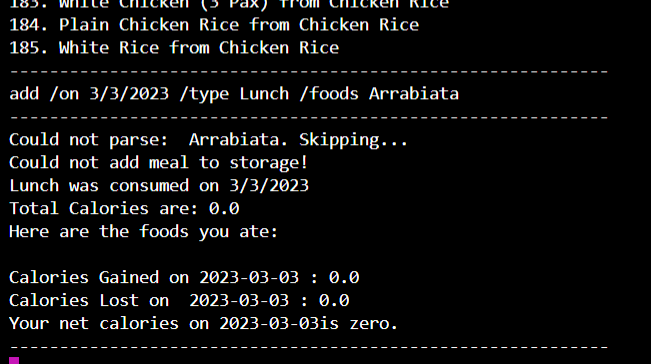 183. White Chicken (3 Pax) from Chicken Rice
184. Plain Chicken Rice from Chicken Rice
185. White Rice from Chicken Rice
------------------------------------------------------------
add /on 3/3/2023 /type Lunch /foods Arrabiata
------------------------------------------------------------
Could not parse:  Arrabiata. Skipping...
Could not add meal to storage!
Lunch was consumed on 3/3/2023
Total Calories are: 0.0
Here are the foods you ate:
Calories Gained on 2023-03-03 : 0.0
Calories Lost on  2023-03-03 : 0.0
Your net calories on 2023-03-03is zero.
------------------------------------------------------------